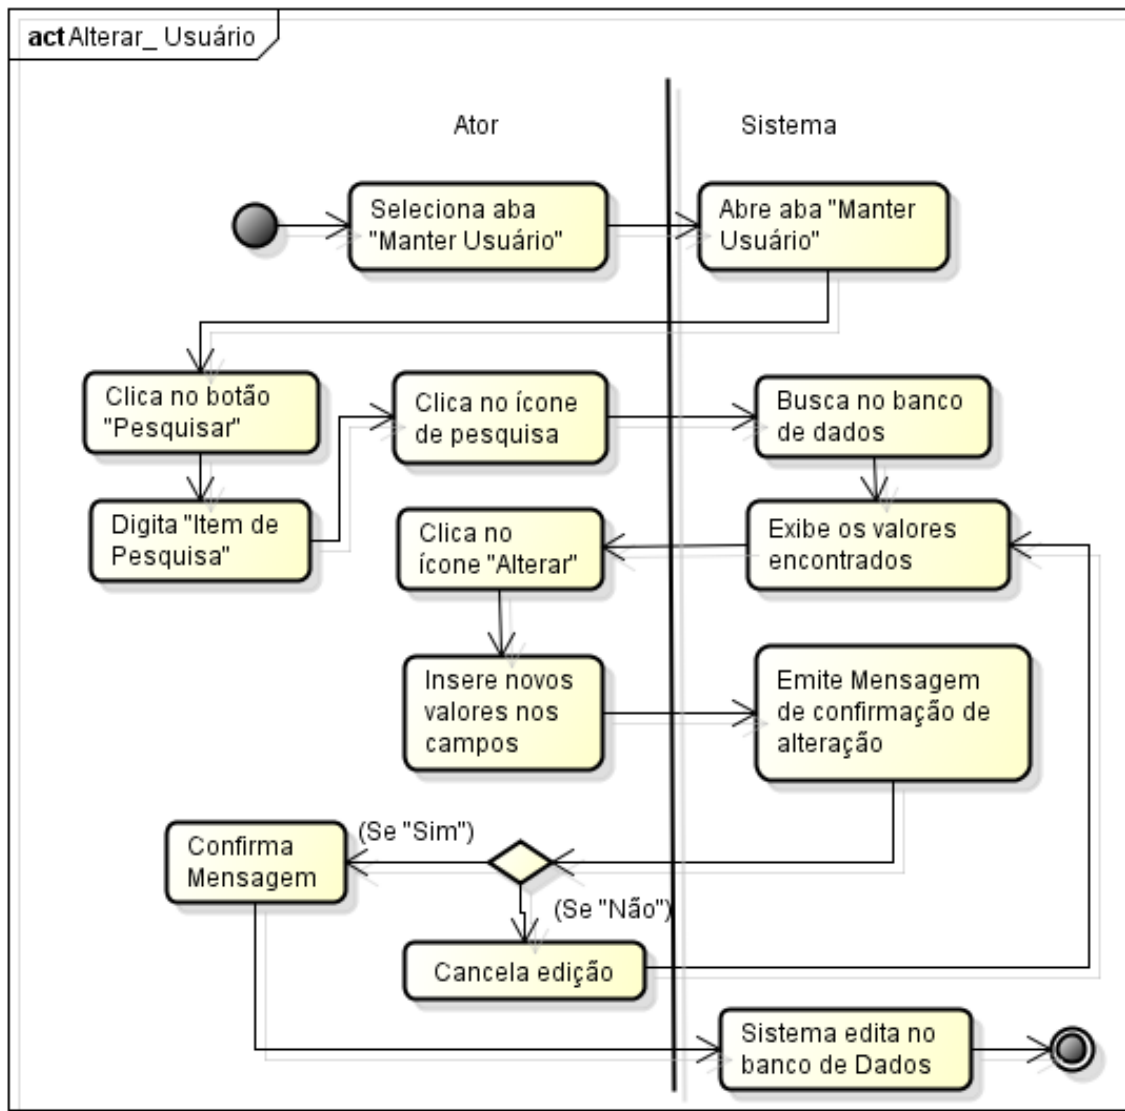 act Alterar_ Usuário
Ator
Sistema
Seleciona aba
"Manter Usuário"
Abre aba "Manter
Usuário"
Clica no botão
"Pesquisar"
Clica no ícone
de pesquisa
Busca no banco
de dados
Digita "Item de
Pesquisa"
Clica no
ícone "Alterar"
Exibe os valores
encontrados
Insere novos
valores nos
campos
Emite Mensagem
de confirmação de
alteração
Confirma
Mensagem
(Se "Sim")
(Se "Não")
Cancela edição
Sistema edita no
banco de Dados